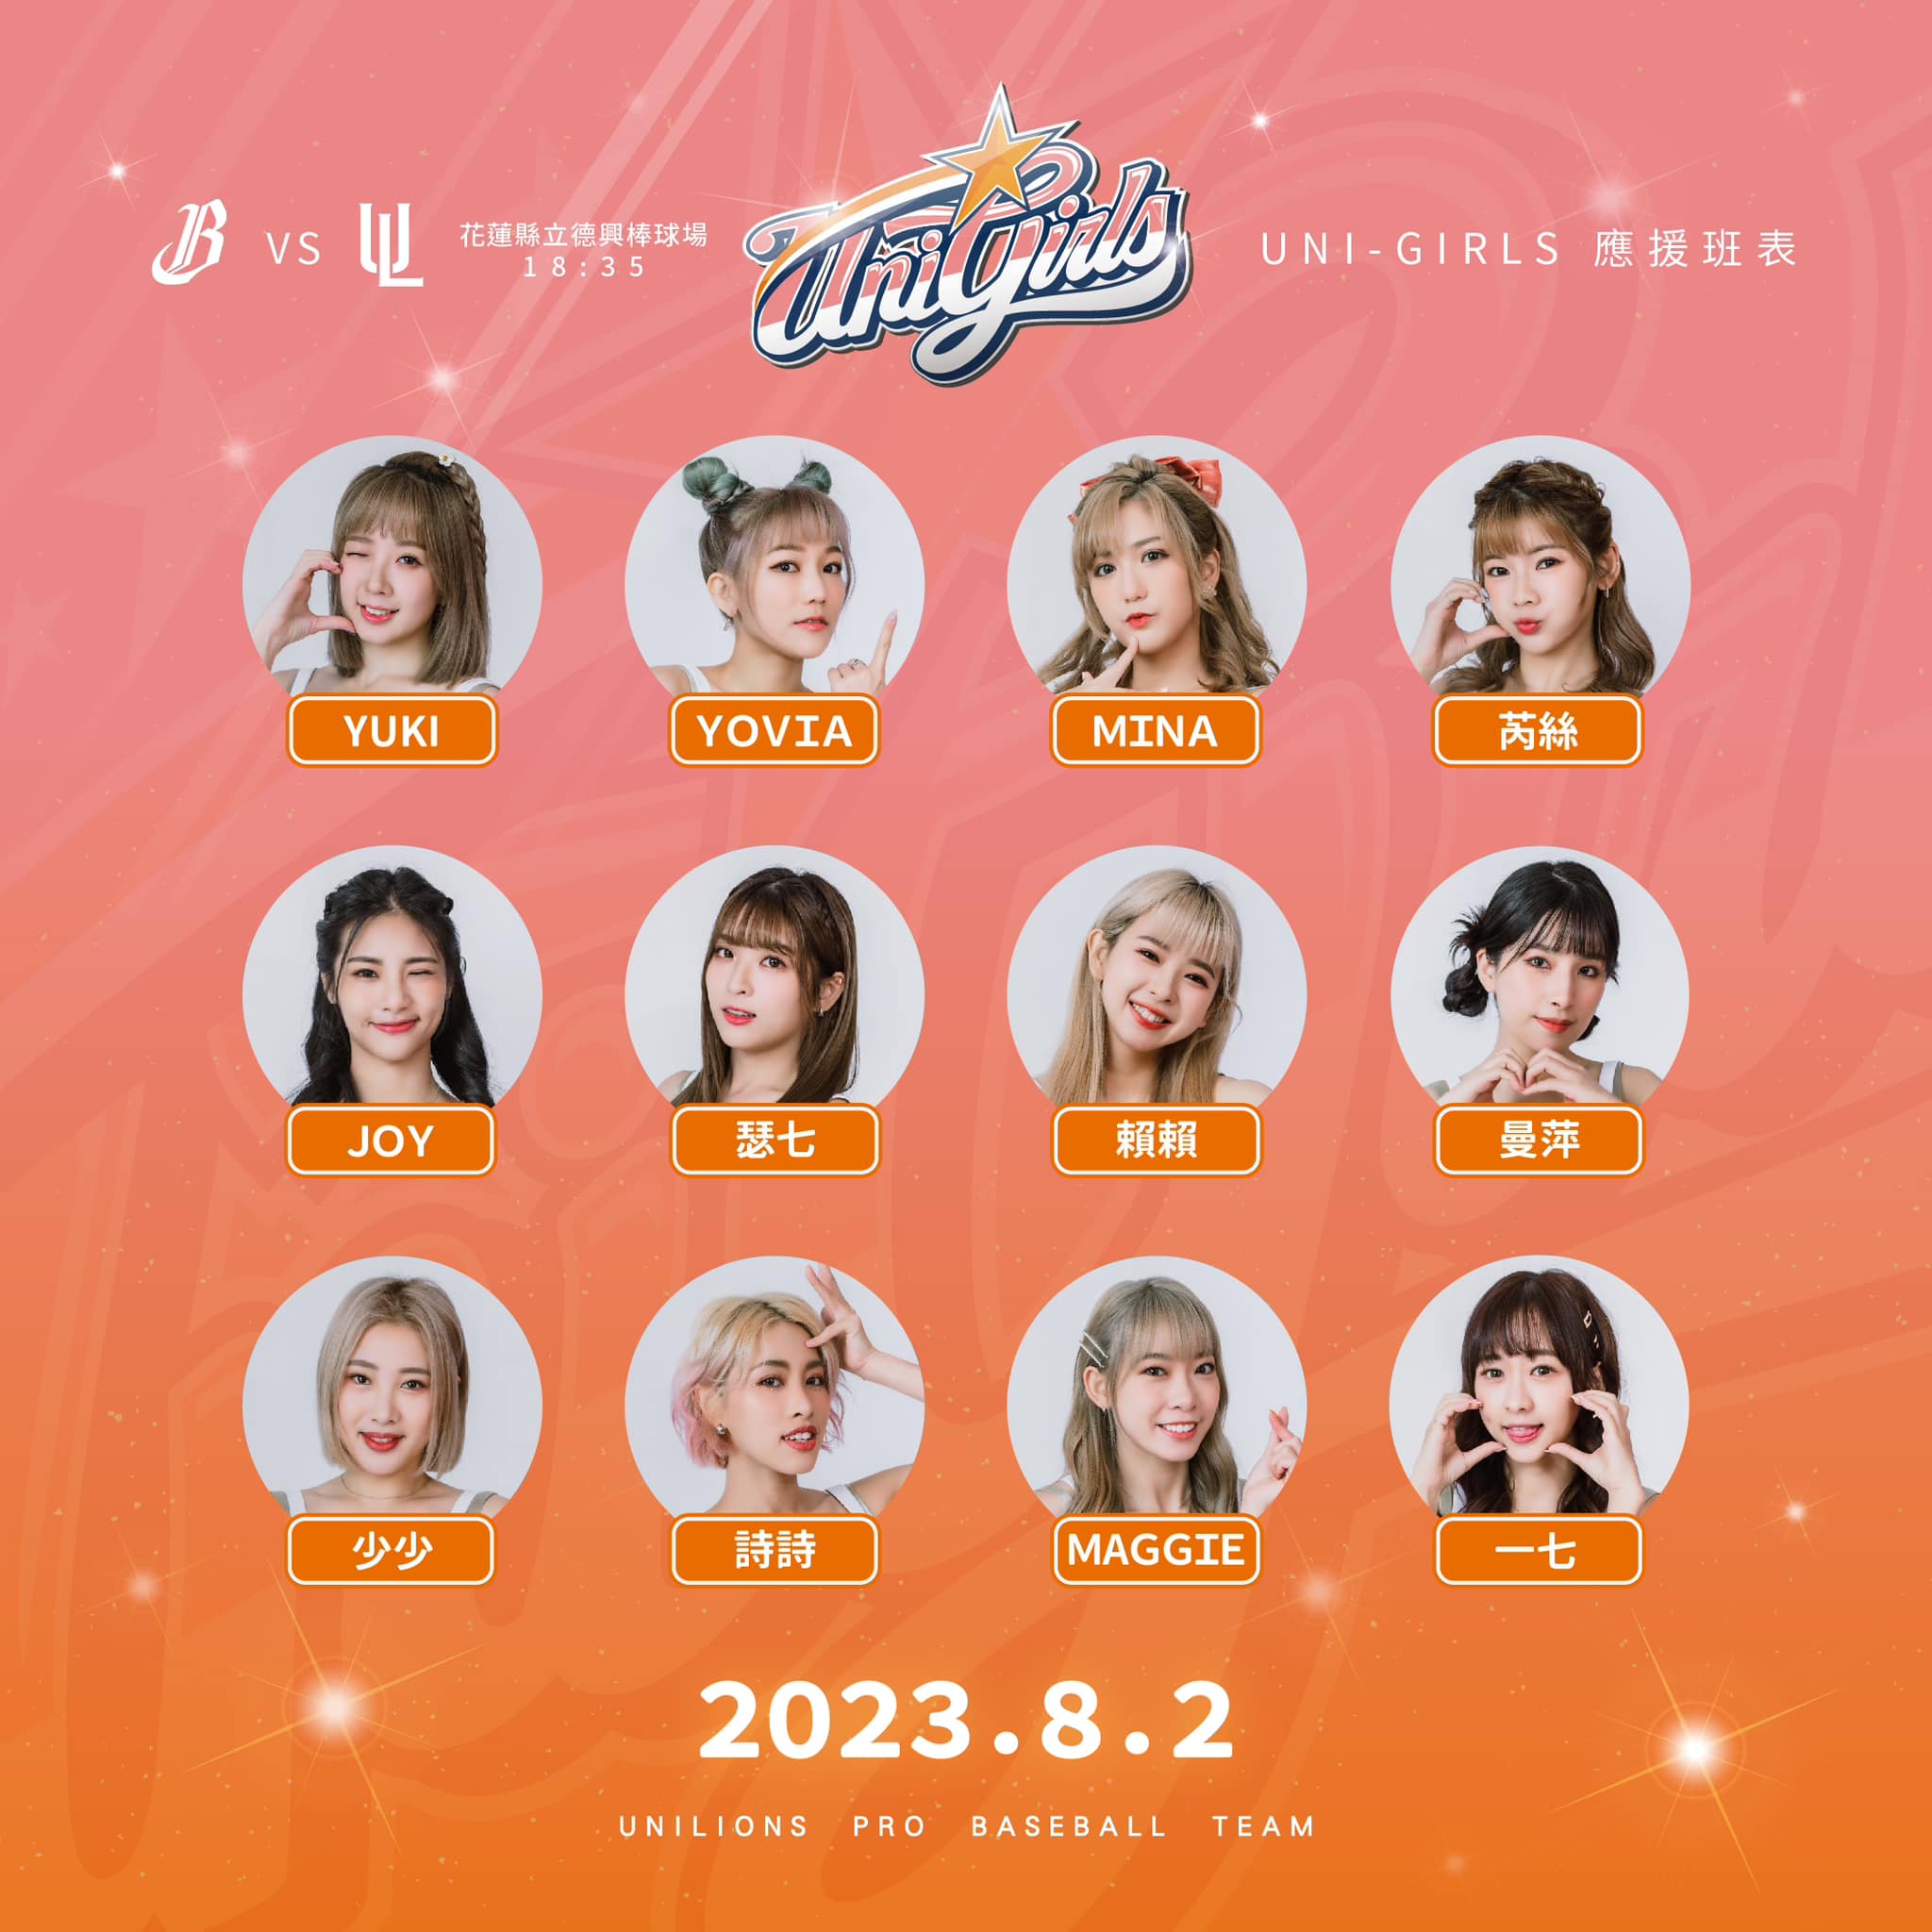 B VS UL
花蓮縣立德興棒球場
18:35
UniGirls
UNI-GIRLS 應援班表
YUKI
YOVIA
MINA
芮絲
JOY
瑟七
賴賴
曼萍
少少
詩詩
MAGGIE
一七
2023.8.2
UNILIONS PRO BASEBALL TEAM